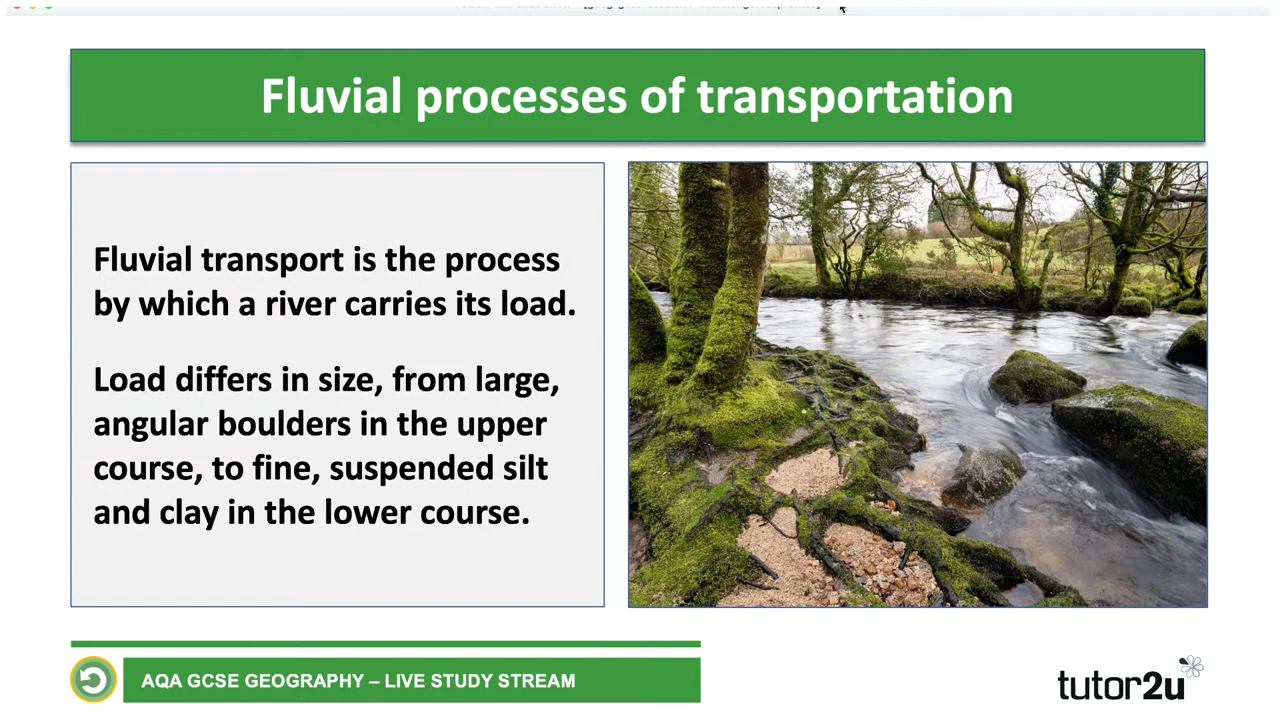 Fluvial processes of transportation
Fluvial transport is the process
by which a river carries its load.
Load differs in size, from large,
angular boulders in the upper
course, to fine, suspended silt
and clay in the lower course.
AQA GCSE GEOGRAPHY – LIVE STUDY STREAM
tutor2u